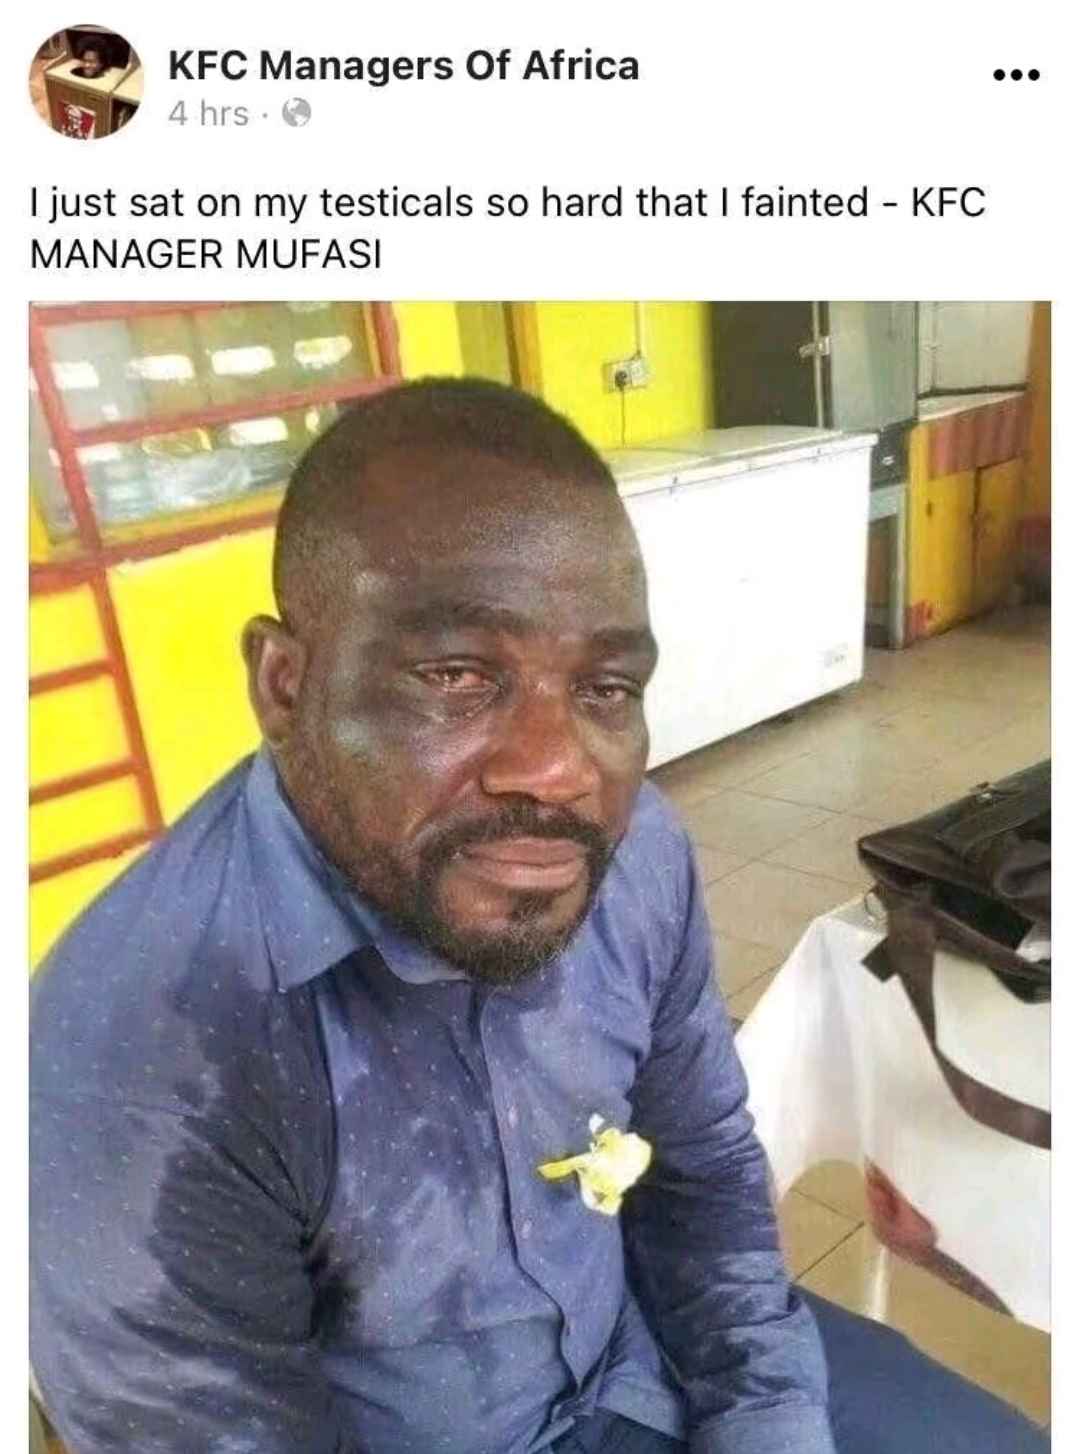 KFC Managers Of Africa
4 hrs ·
I just sat on my testicals so hard that I fainted - KFC
MANAGER MUFASI